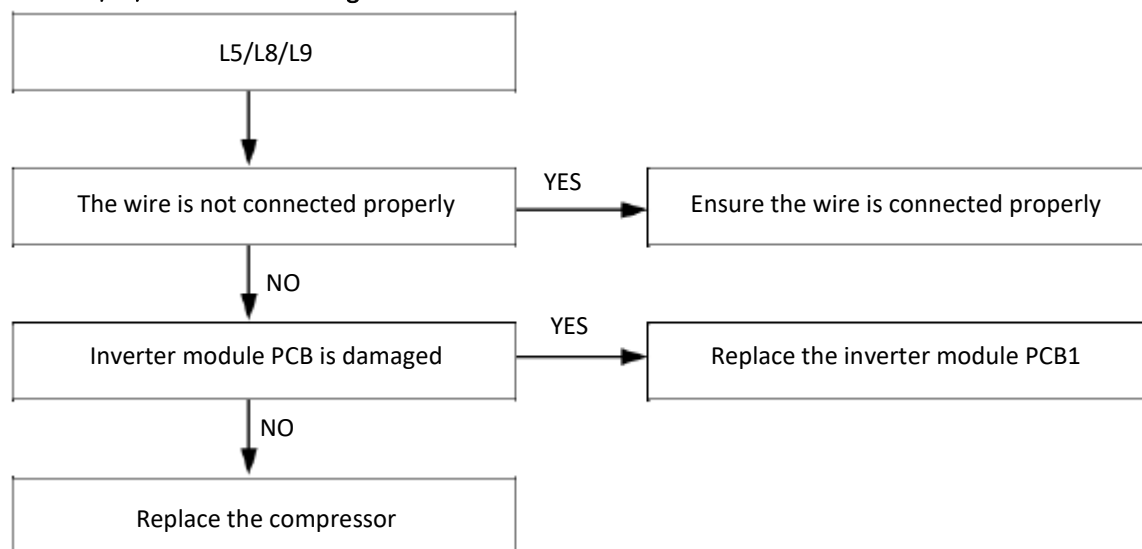 L5/L8/L9
The wire is not connected properly
YES
Ensure the wire is connected properly
NO
Inverter module PCB is damaged
YES
Replace the inverter module PCB1
NO
Replace the compressor